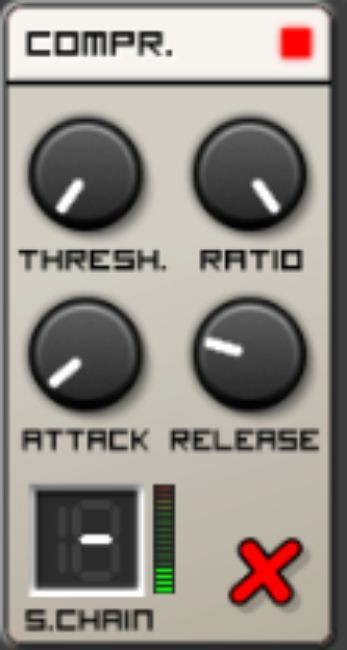 COMPR.
THRESH. RATIO
ATTACK RELEASE
-
S.CHAIN